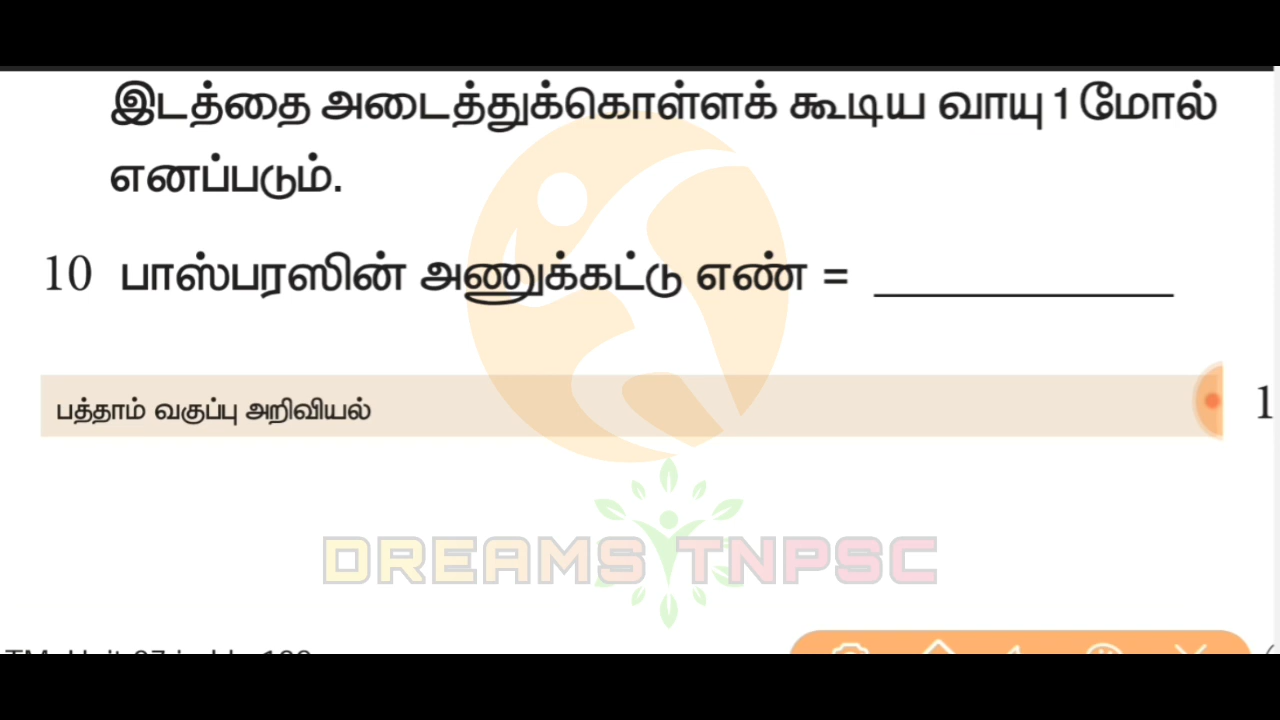 இடத்தை அடைத்துக்கொள்ளக் கூடிய வாயு 1 மோல்
எனப்படும்.
10 பாஸ்பரஸின் அணுக்கட்டு எண் = ____________
பத்தாம் வகுப்பு அறிவியல் 1
DREAMS TNPSC